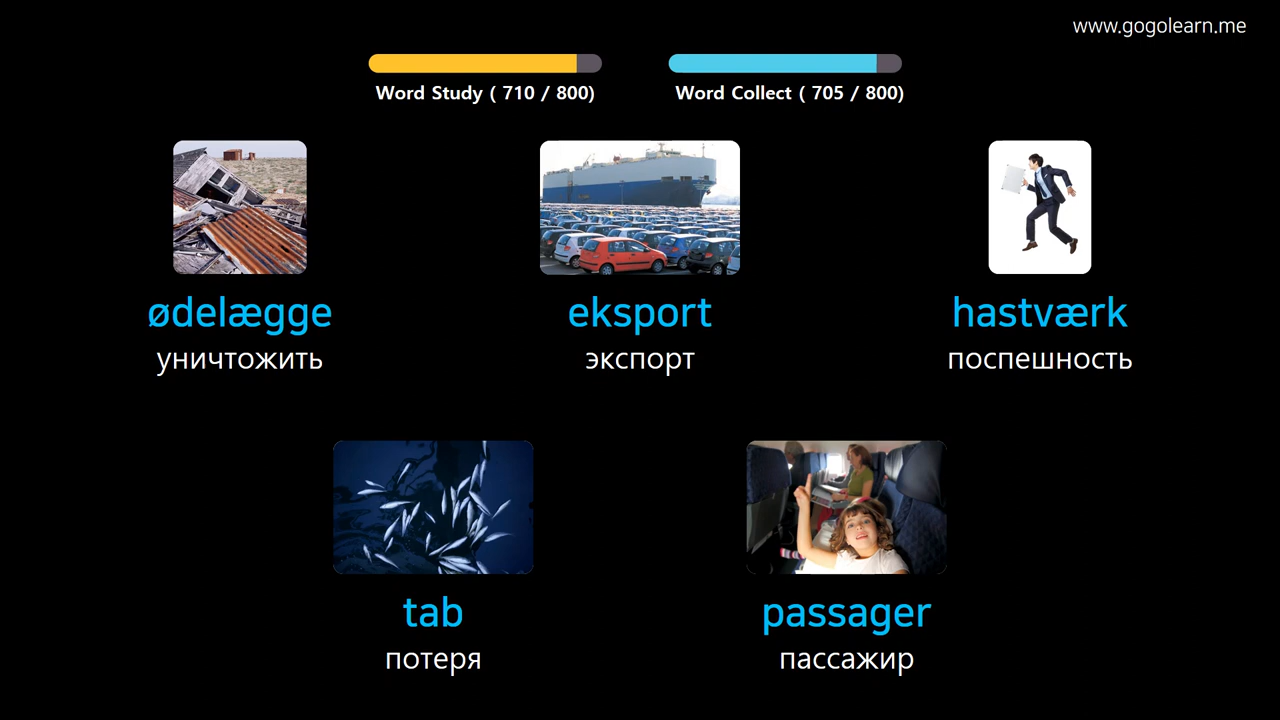 www.gogolearn.me
Word Study ( 710 / 800)
Word Collect ( 705 / 800)
ødelægge
уничтожить
eksport
экспорт
hastværk
поспешность
tab
потеря
passager
пассажир